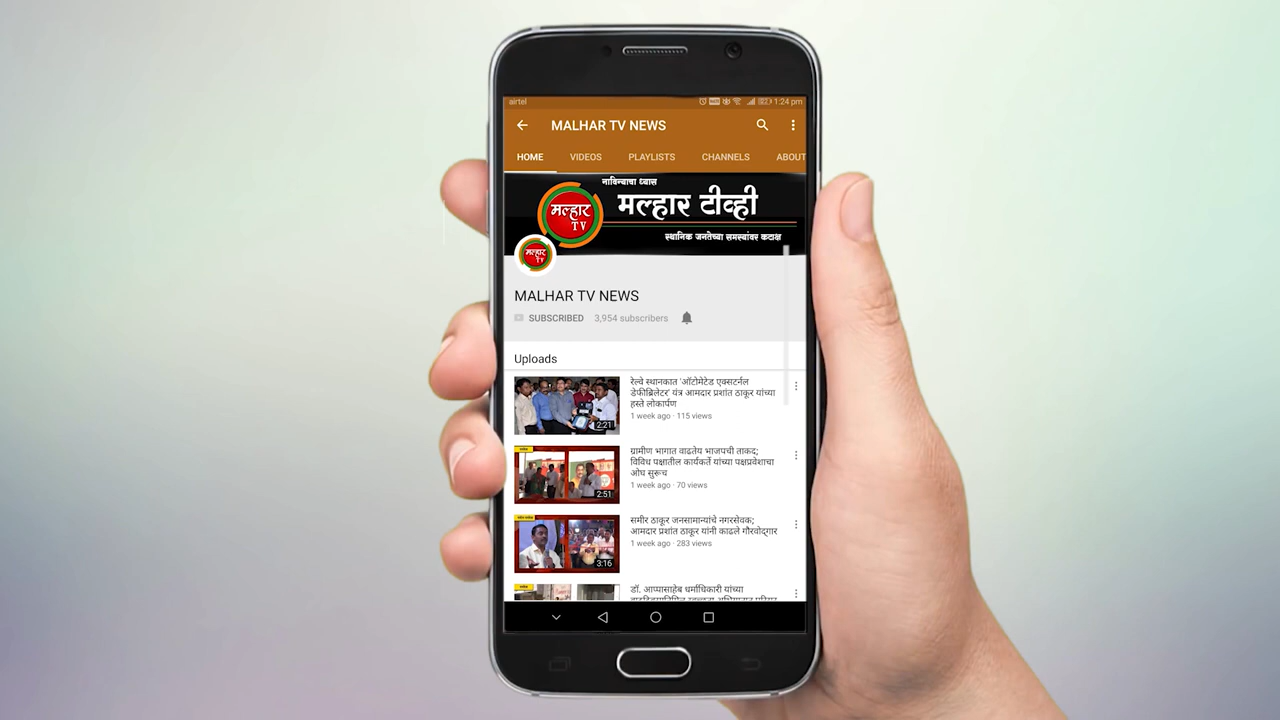 airtel
1:24 pm
MALHAR TV NEWS
HOME VIDEOS PLAYLISTS CHANNELS ABOUT
नाविन्याचा ध्यास
मल्हार टीव्ही
स्थानिक जनतेच्या समस्यांवर कटाक्ष
मल्हार
TV
मल्हार
TV
MALHAR TV NEWS
SUBSCRIBED 3,954 subscribers
Uploads
रेल्वे स्थानकात 'ऑटोमेटेड एक्सटर्नल
डेफीब्रिलेटर' यंत्र आमदार प्रशांत ठाकूर यांच्या
हस्ते लोकार्पण
1 week ago · 115 views
2:21
ग्रामीण भागात वाढतेय भाजपची ताकद;
विविध पक्षातील कार्यकर्ते यांच्या पक्षप्रवेशाचा
ओघ सुरूच
1 week ago · 70 views
2:51
समीर ठाकूर जनसामान्यांचे नगरसेवक;
आमदार प्रशांत ठाकूर यांनी काढले गौरवोद्‌गार
1 week ago · 283 views
3:16
डॉ. आप्पासाहेब धर्माधिकारी यांच्या